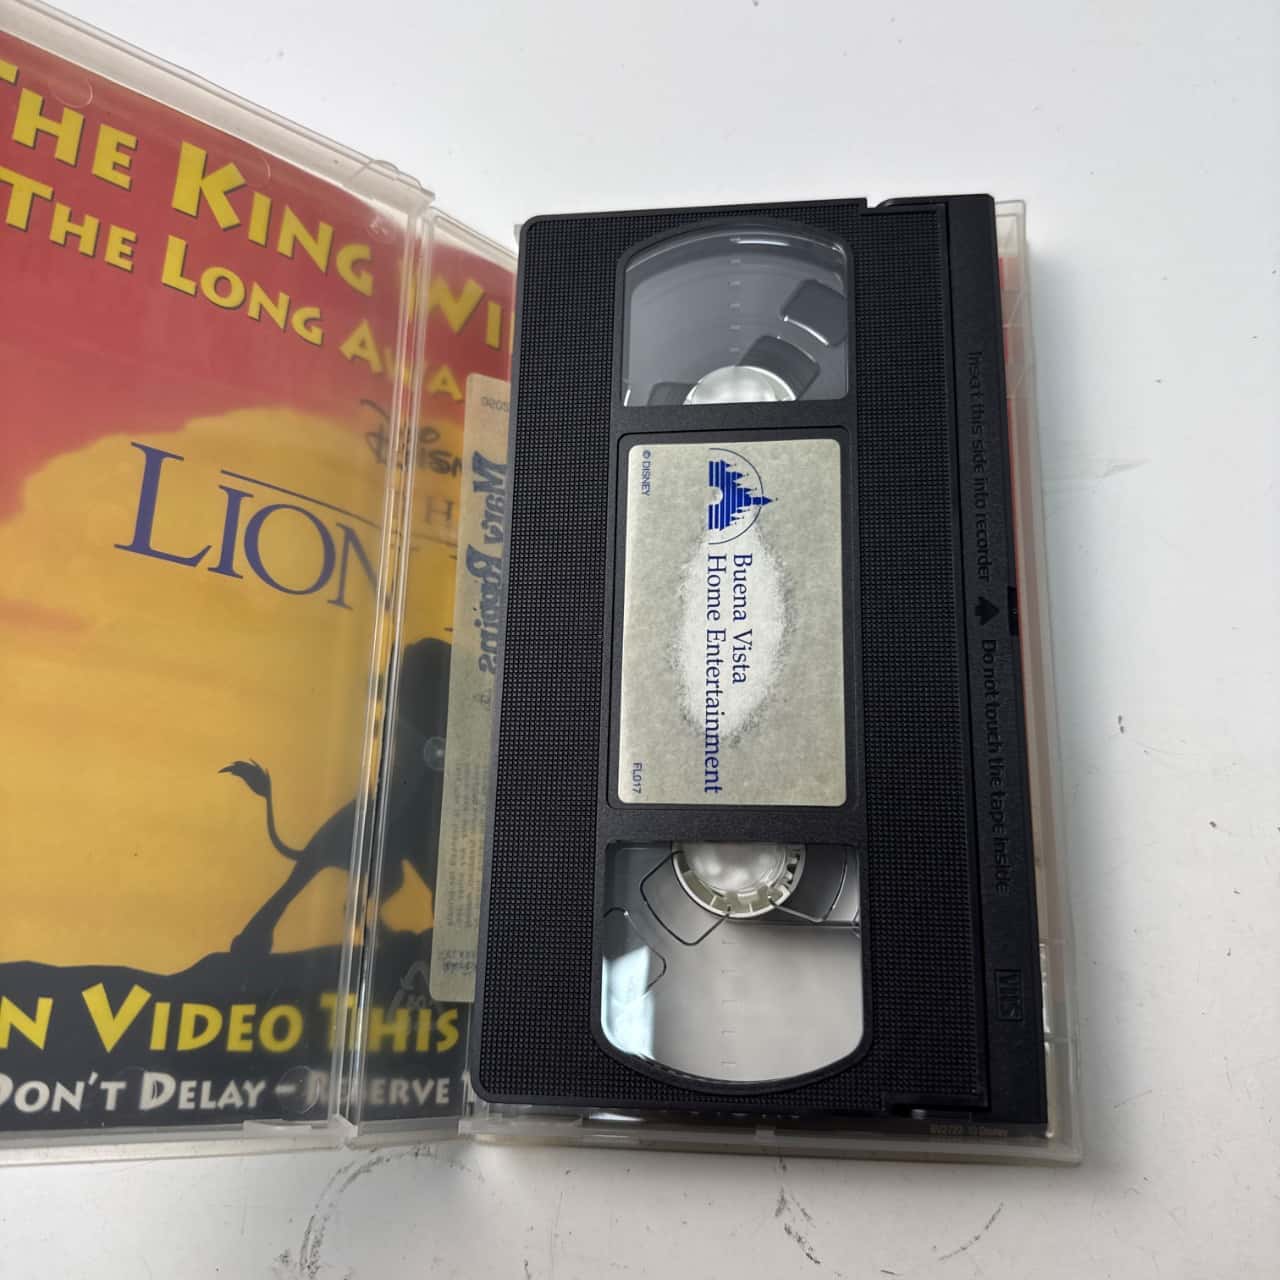 THE KING WI
THE LONG AWA
Disn
LION
N VIDEO THIS
DON'T DELAY – RESERVE
Mary Poppins
© DISNEY
Buena Vista
Home Entertainment
FL017
Insert this side into recorder
Do not touch the tape inside
VHS